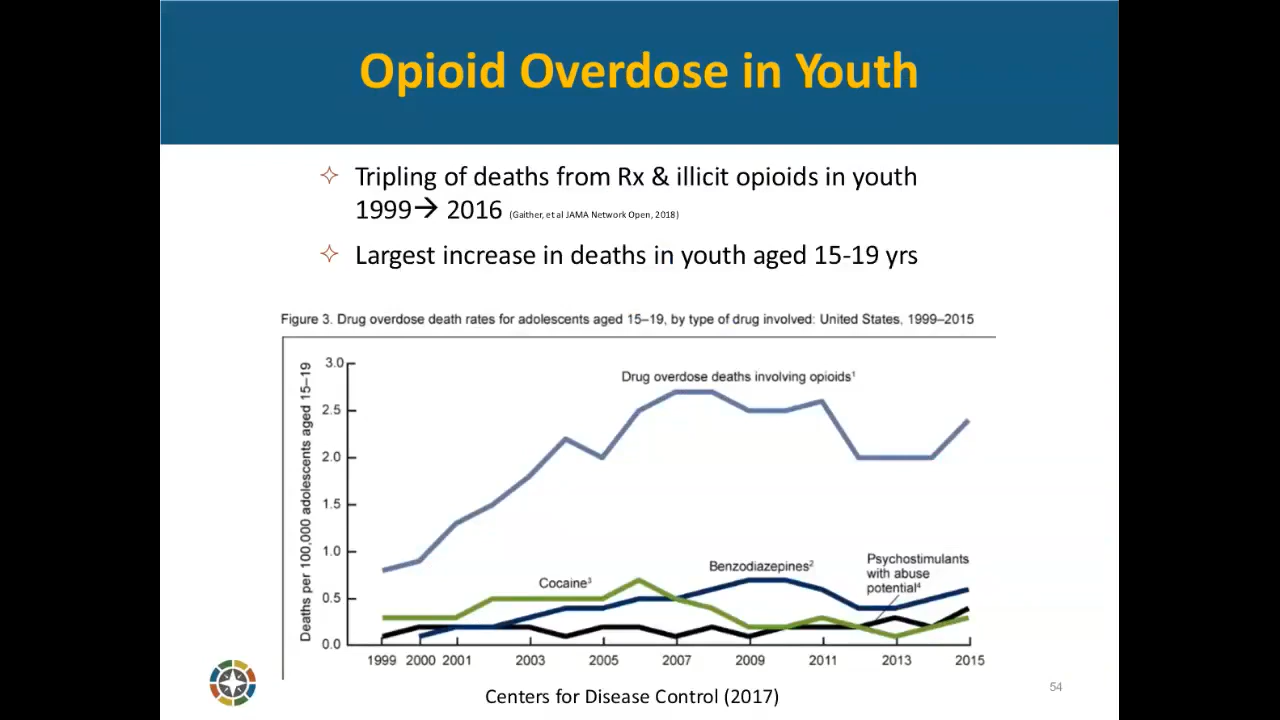 Opioid Overdose in Youth
Tripling of deaths from Rx & illicit opioids in youth
1999→ 2016 (Gaither, et al JAMA Network Open, 2018)
Largest increase in deaths in youth aged 15-19 yrs
Figure 3. Drug overdose death rates for adolescents aged 15–19, by type of drug involved: United States, 1999–2015
Deaths per 100,000 adolescents aged 15–19
3.0
2.5
2.0
1.5
1.0
0.5
0.0
Drug overdose deaths involving opioids¹
Cocaine³
Benzodiazepines²
Psychostimulants
with abuse
potential⁴
1999 2000 2001 2003 2005 2007 2009 2011 2013 2015
Centers for Disease Control (2017)
54